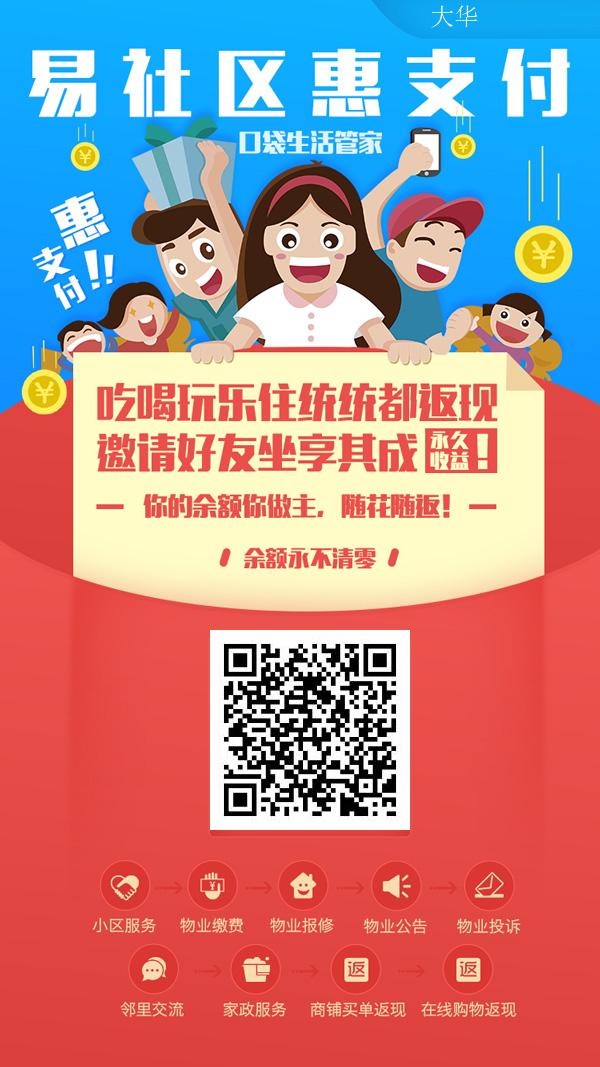 大华
易社区惠支付
口袋生活管家
惠
支付!!
吃喝玩乐住统统都返现
邀请好友坐享其成 永久收益!
你的余额你做主,随花随返!
余额永不清零
小区服务 物业缴费 物业报修 物业公告 物业投诉
返 返
邻里交流 家政服务 商铺买单返现 在线购物返现